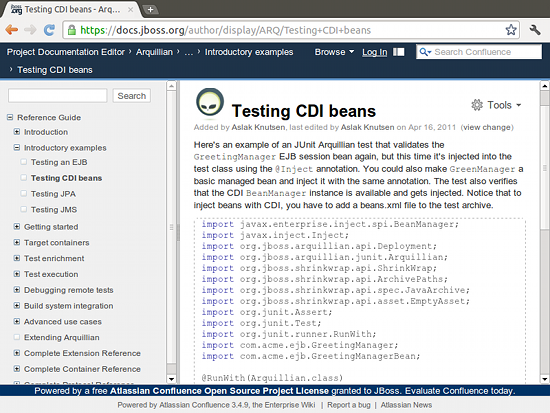 Testing CDI beans - Arq...
https://docs.jboss.org/author/display/ARQ/Testing+CDI+beans
Project Documentation Editor › Arquillian › … › Introductory examples
Browse Log In
Search Confluence
› Testing CDI beans
Search
Reference Guide
Introduction
Introductory examples
Testing an EJB
Testing CDI beans
Testing JPA
Testing JMS
Getting started
Target containers
Test enrichment
Test execution
Debugging remote tests
Build system integration
Advanced use cases
Extending Arquillian
Complete Extension Reference
Complete Container Reference
Complete Protocol Reference
Testing CDI beans
Tools
Added by Aslak Knutsen, last edited by Aslak Knutsen on Apr 16, 2011 (view change)
Here's an example of an JUnit Arquillian test that validates the
GreetingManager EJB session bean again, but this time it's injected into the
test class using the @Inject annotation. You could also make GreenManager a
basic managed bean and inject it with the same annotation. The test also verifies
that the CDI BeanManager instance is available and gets injected. Notice that to
inject beans with CDI, you have to add a beans.xml file to the test archive.
import javax.enterprise.inject.spi.BeanManager;
import javax.inject.Inject;
import org.jboss.arquillian.api.Deployment;
import org.jboss.arquillian.junit.Arquillian;
import org.jboss.shrinkwrap.api.ShrinkWrap;
import org.jboss.shrinkwrap.api.ArchivePaths;
import org.jboss.shrinkwrap.api.spec.JavaArchive;
import org.jboss.shrinkwrap.api.asset.EmptyAsset;
import org.junit.Assert;
import org.junit.Test;
import org.junit.runner.RunWith;
import com.acme.ejb.GreetingManager;
import com.acme.ejb.GreetingManagerBean;
@RunWith(Arquillian.class)
Powered by a free Atlassian Confluence Open Source Project License granted to JBoss. Evaluate Confluence today.
Powered by Atlassian Confluence 3.4.9, the Enterprise Wiki | Report a bug | Atlassian News